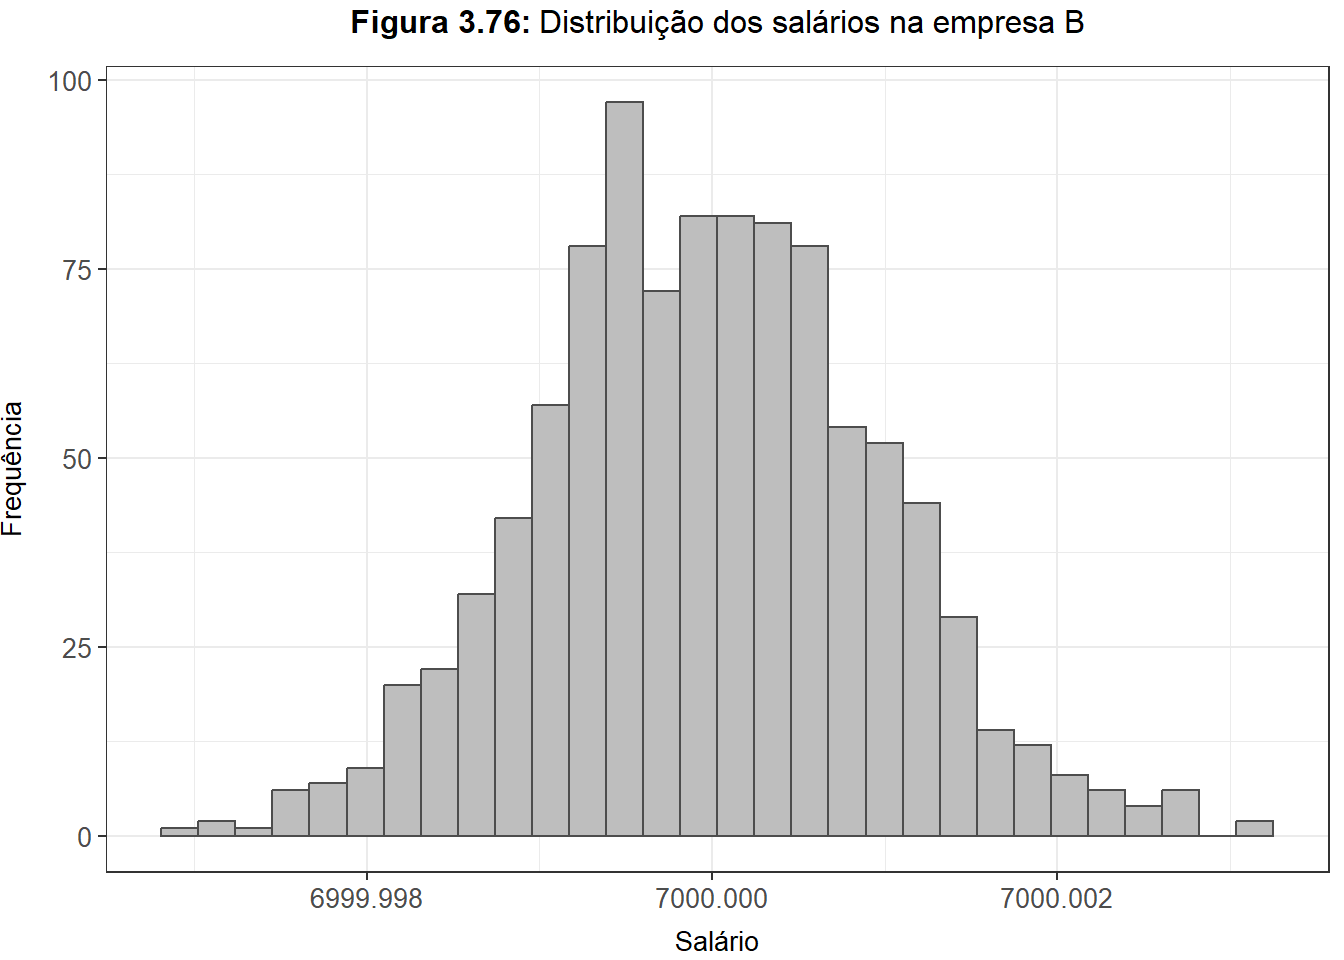 Figura 3.76: Distribuição dos salários na empresa B
100
75
50
25
0
Frequência
6999.998
7000.000
7000.002
Salário